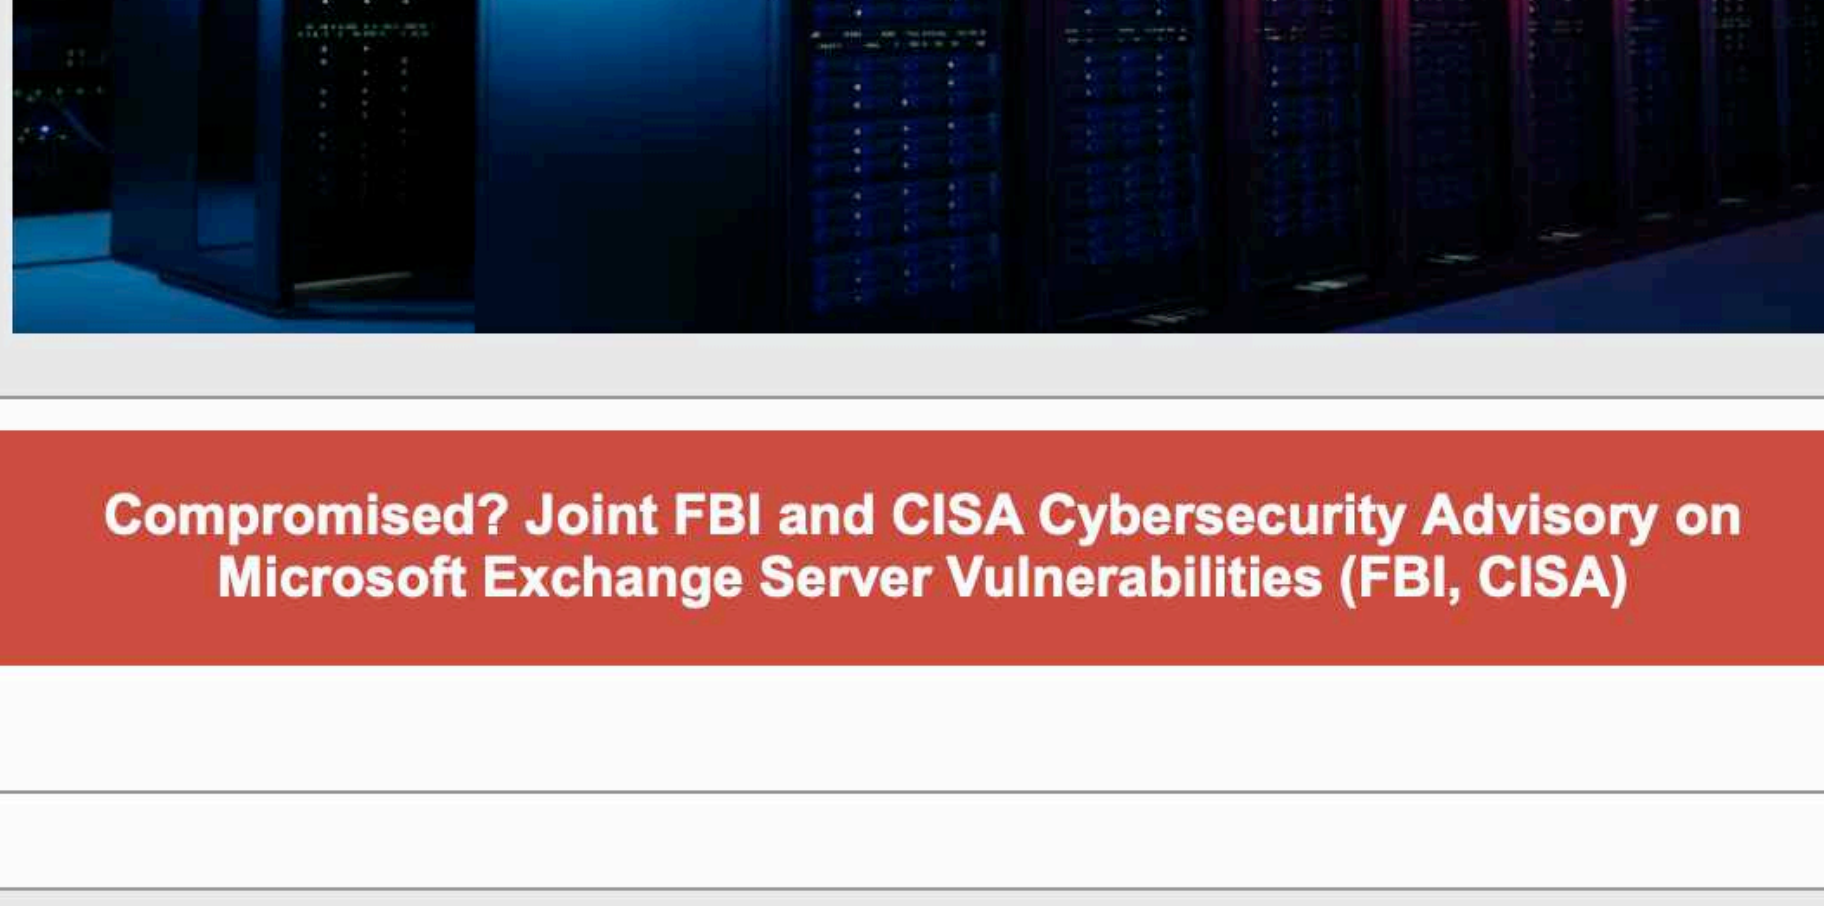 Compromised? Joint FBI and CISA Cybersecurity Advisory on
Microsoft Exchange Server Vulnerabilities (FBI, CISA)